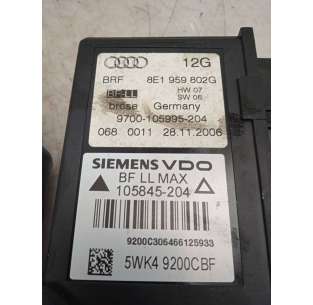 12G
BRF 8E1 959 802G
BF-LL HW 07
SW 06
brose Germany
9700-105995-204
068 0011 28.11.2006
SIEMENS VDO
BF LL MAX
105845-204
9200C306466125933
5WK4 9200CBF